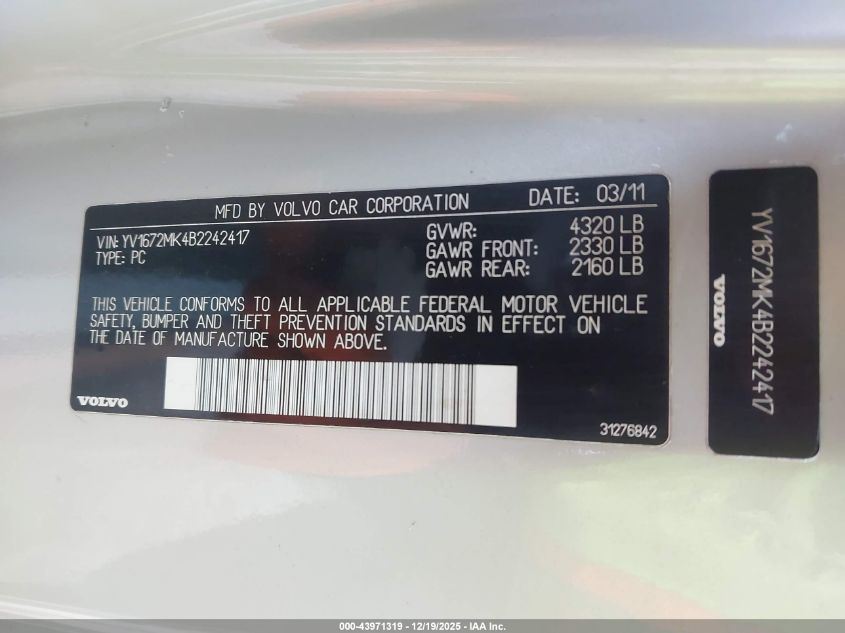 MFD BY VOLVO CAR CORPORATION DATE: 03/11
VIN: YV1672MK4B2242417 GVWR: 4320 LB
TYPE: PC GAWR FRONT: 2330 LB
GAWR REAR: 2160 LB
THIS VEHICLE CONFORMS TO ALL APPLICABLE FEDERAL MOTOR VEHICLE
SAFETY, BUMPER AND THEFT PREVENTION STANDARDS IN EFFECT ON
THE DATE OF MANUFACTURE SHOWN ABOVE.
VOLVO
31276842
VOLVO
YV1672MK4B2242417
000-43971319 | 12/19/2025 - IAA Inc.